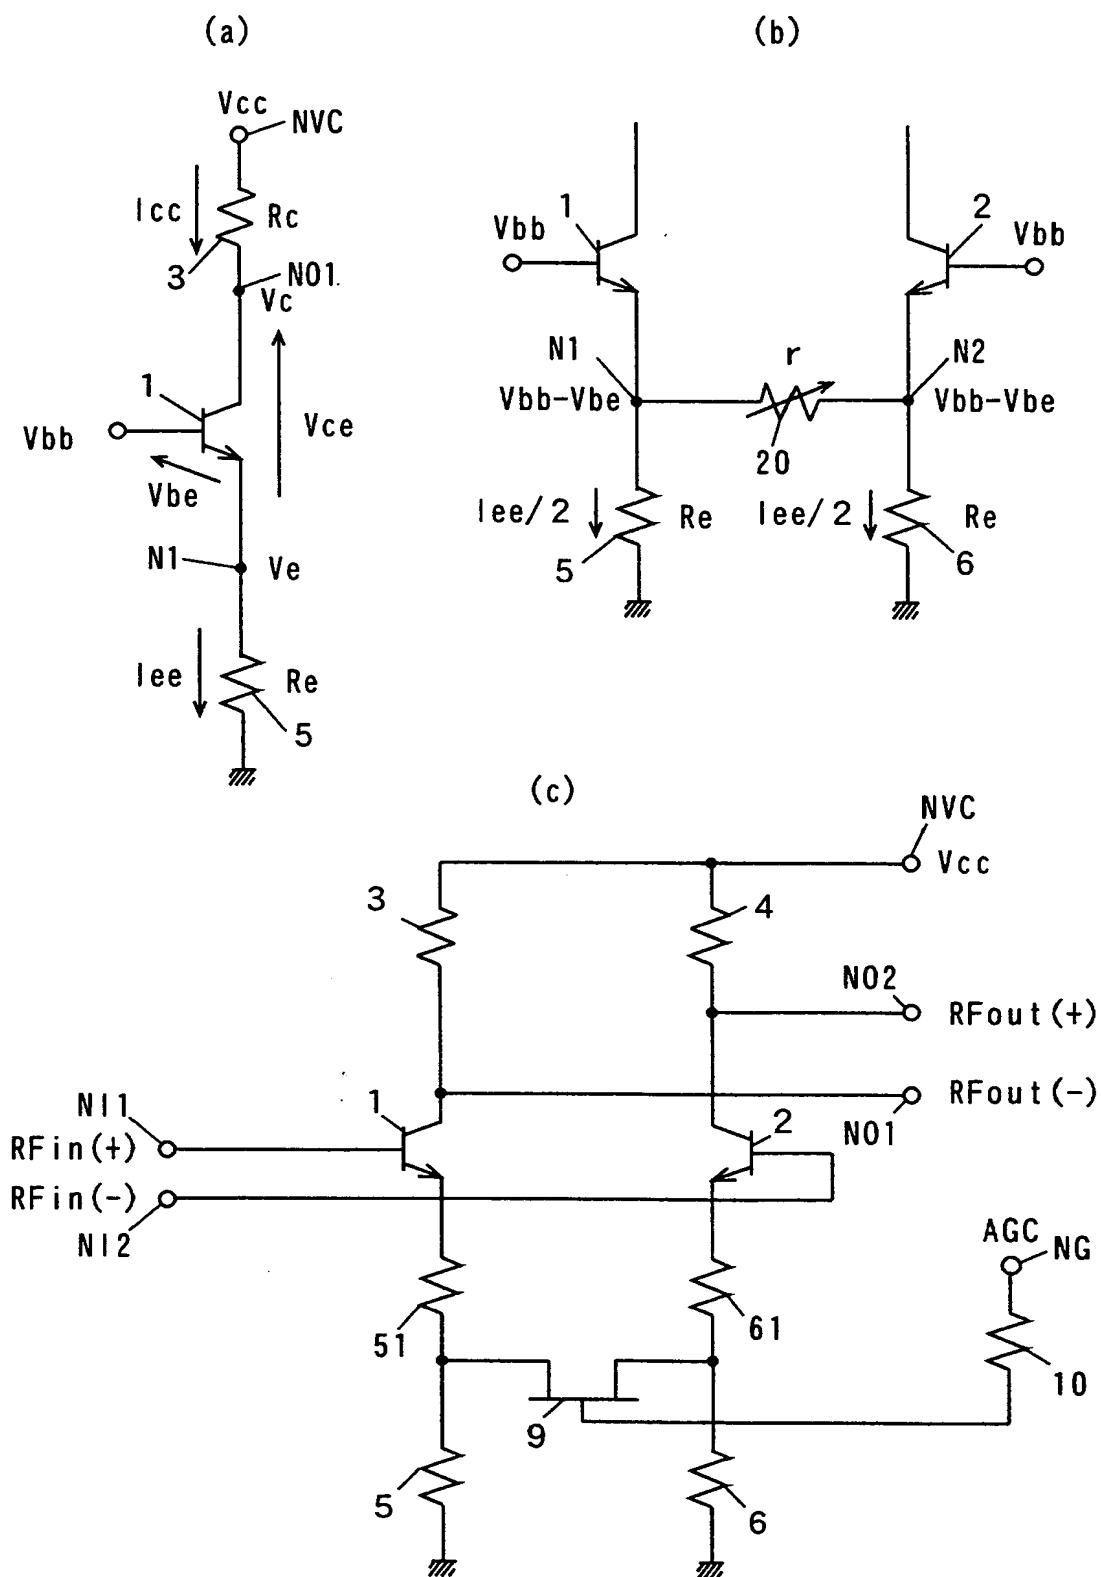 (a)
Vcc
NVC
Icc
Rc
3
NO1
Vc
1
Vbb
Vbe
Vce
N1
Ve
Iee
Re
5
(b)
1
Vbb
2
Vbb
N1
Vbb-Vbe
r
20
N2
Vbb-Vbe
Iee/2
Re
5
Iee/2
Re
6
(c)
NVC
Vcc
3
4
NO2
RFout(+)
RFout(-)
NO1
NI1
RFin(+)
1
2
RFin(-)
NI2
AGC
NG
51
61
10
9
5
6